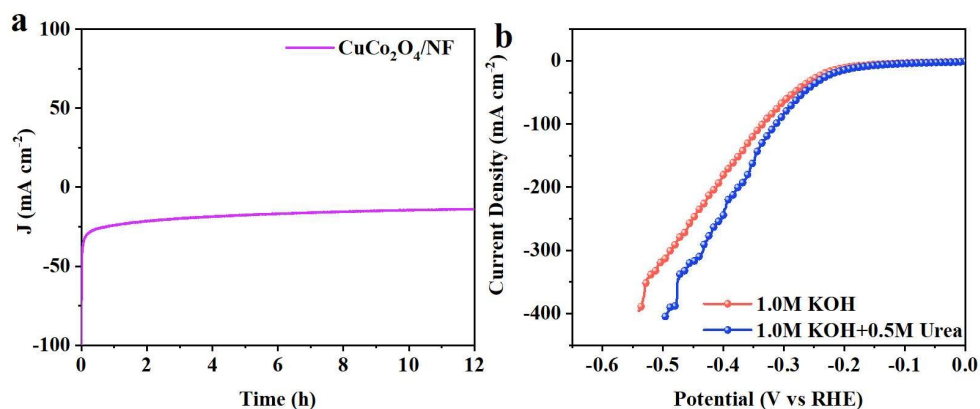 a
CuCo₂O₄/NF
100
50
0
-50
-100
J (mA cm⁻²)
0 2 4 6 8 10 12
Time (h)
b
0
-100
-200
-300
-400
Current Density (mA cm⁻²)
1.0M KOH
1.0M KOH+0.5M Urea
-0.6 -0.5 -0.4 -0.3 -0.2 -0.1 0.0
Potential (V vs RHE)